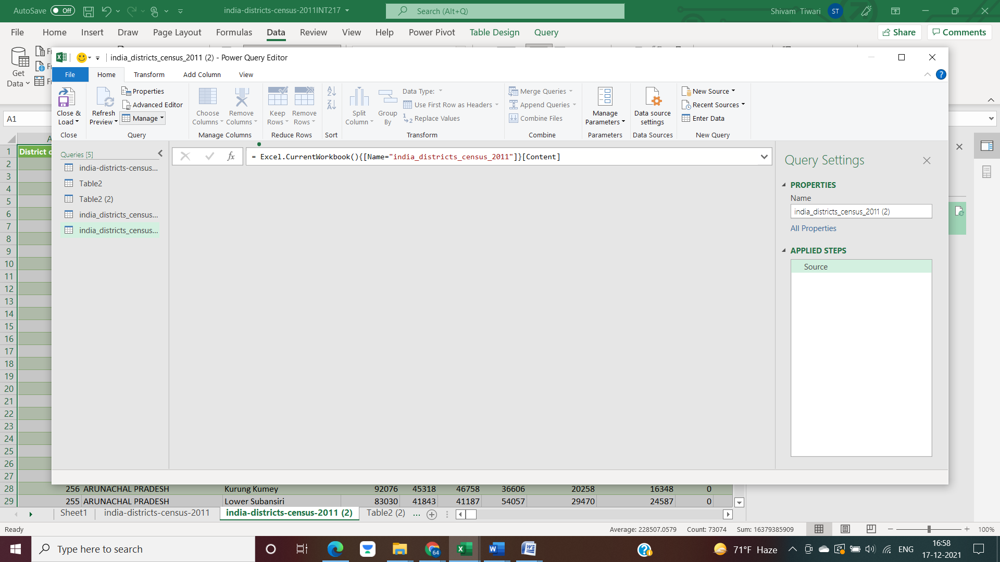 AutoSave Off india-districts-census-2011INT217 Search (Alt+Q) Shivam Tiwari ST
File Home Insert Draw Page Layout Formulas Data Review View Help Power Pivot Table Design Query Share Comments
Get Data
india_districts_census_2011 (2) - Power Query Editor
File Home Transform Add Column View
Close & Load
Refresh Preview
Properties
Advanced Editor
Manage
Choose Columns
Remove Columns
Keep Rows
Remove Rows
Split Column
Group By
Data Type:
Use First Row as Headers
Replace Values
Merge Queries
Append Queries
Combine Files
Manage Parameters
Data source settings
New Source
Recent Sources
Enter Data
Close Query Manage Columns Reduce Rows Sort Transform Combine Parameters Data Sources New Query
A1
A
Queries [5]
india-districts-census...
Table2
Table2 (2)
india_districts_census...
india_districts_census...
= Excel.CurrentWorkbook(){[Name="india_districts_census_2011"]}[Content]
Query Settings
PROPERTIES
Name
india_districts_census_2011 (2)
All Properties
APPLIED STEPS
Source
1 District
2
3
4
5
6
7
8
9
10
11
12
13
14
15
16
17
18
19
20
21
22
23
24
25
26
27
28 256 ARUNACHAL PRADESH Kurung Kumey 92076 45318 46758 36606 20258 16348 0
29 255 ARUNACHAL PRADESH Lower Subansiri 83030 41843 41187 54057 29470 24587 0
Sheet1 india-districts-census-2011 india-districts-census-2011 (2) Table2 (2) ...
Ready Average: 228507.0579 Count: 73074 Sum: 16379385909 100%
Type here to search 64 71°F Haze ENG 16:58
17-12-2021